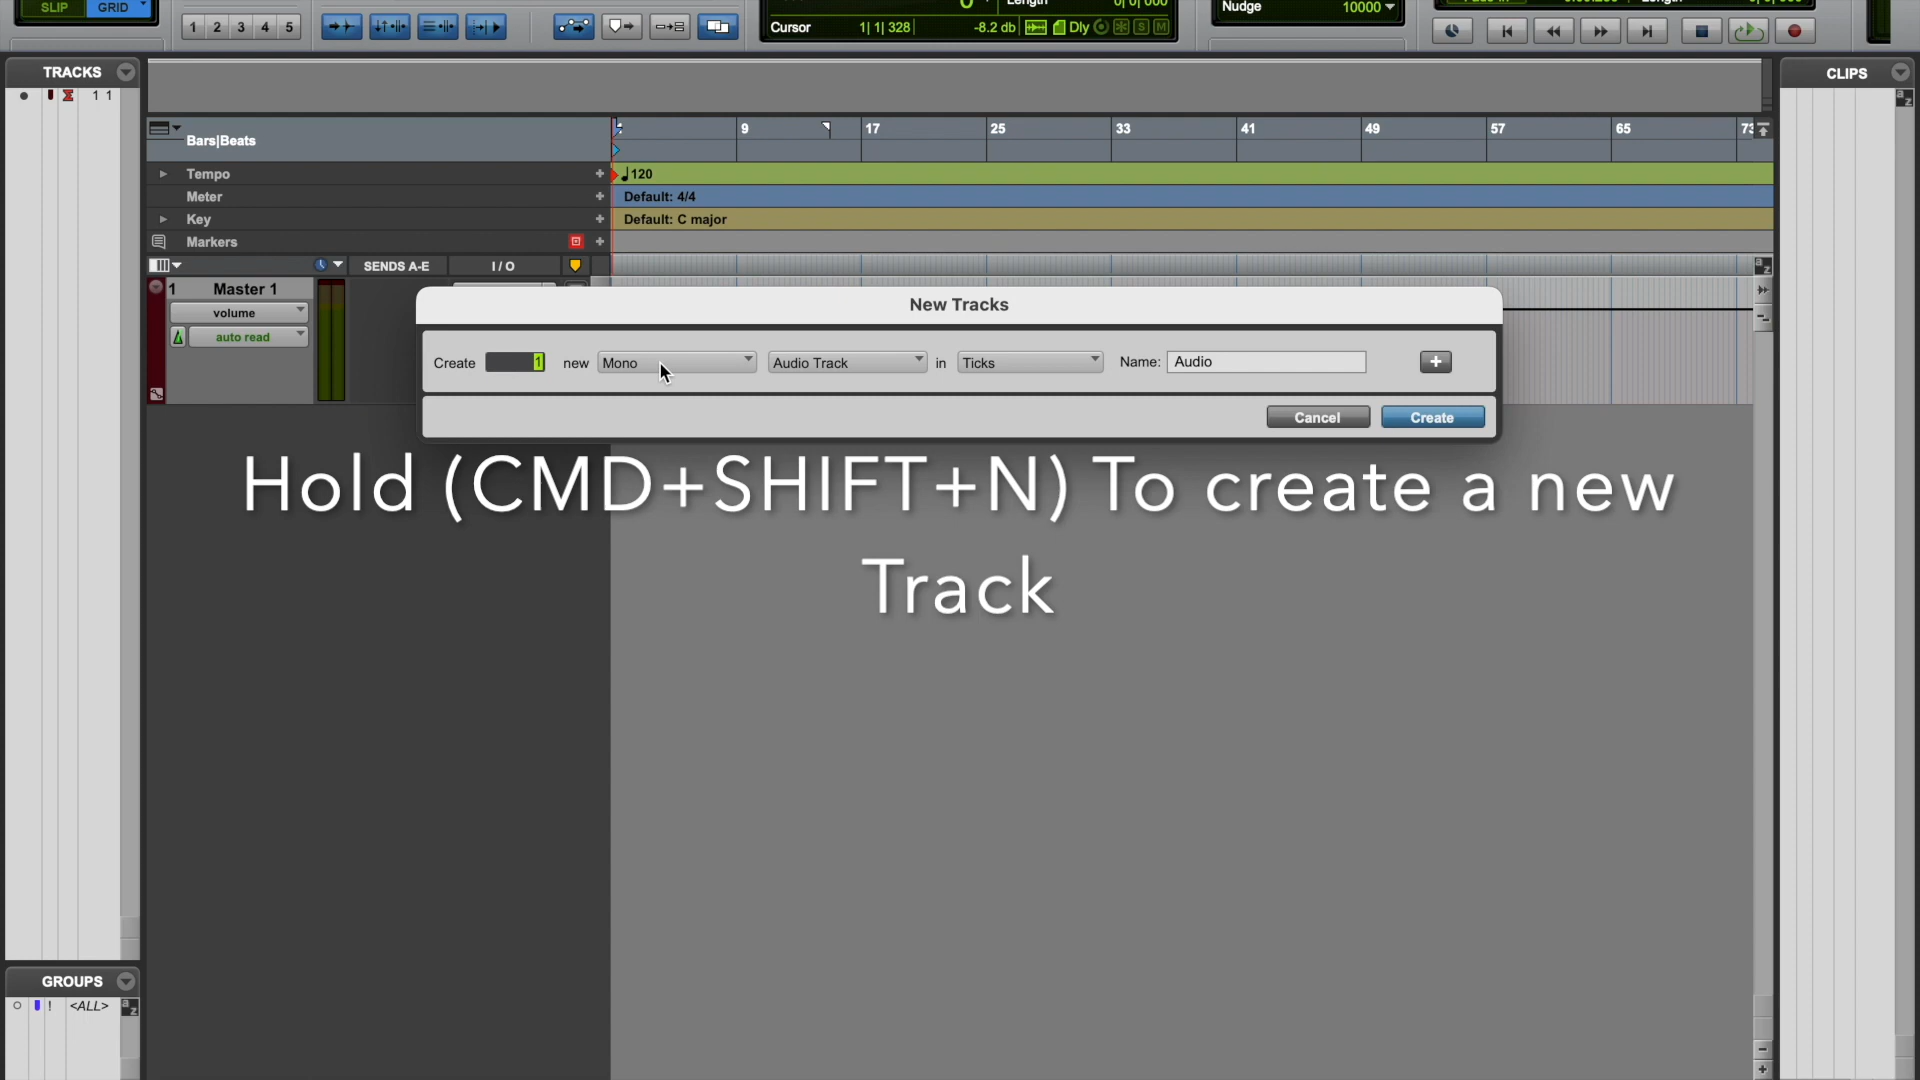 SLIP GRID
1 2 3 4 5
Cursor 1| 1| 328 -8.2 db Dly
Nudge 10000
TRACKS
1 1
CLIPS
Bars|Beats
9 17 25 33 41 49 57 65 73
Tempo 120
Meter Default: 4/4
Key Default: C major
Markers
SENDS A-E I / O
1 Master 1
volume
auto read
New Tracks
Create 1 new Mono Audio Track in Ticks Name: Audio +
Cancel Create
Hold (CMD+SHIFT+N) To create a new
Track
GROUPS
! <ALL>